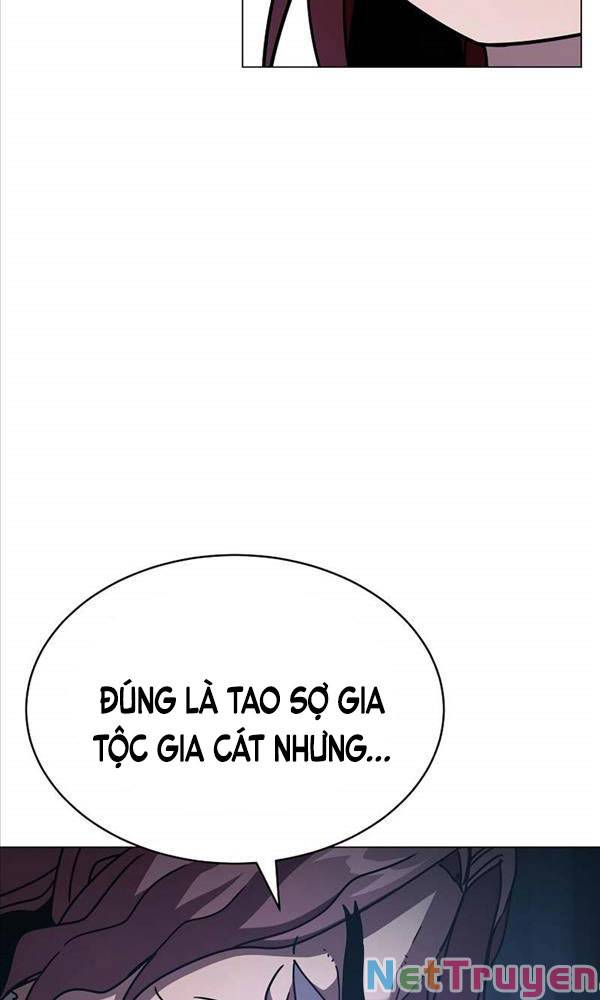 ĐÚNG LÀ TAO SỢ GIA
TỘC GIA CÁT NHƯNG...
NetTruyen